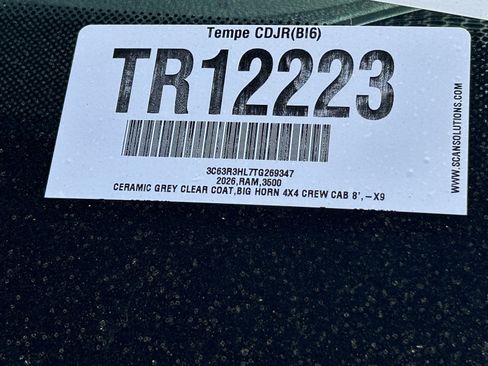 Tempe CDJR(BI6)
TR12223
3C63R3HL7TG269347
2026,RAM,3500
CERAMIC GREY CLEAR COAT,BIG HORN 4X4 CREW CAB 8',-X9
WWW.SCANSOLUTIONS.COM